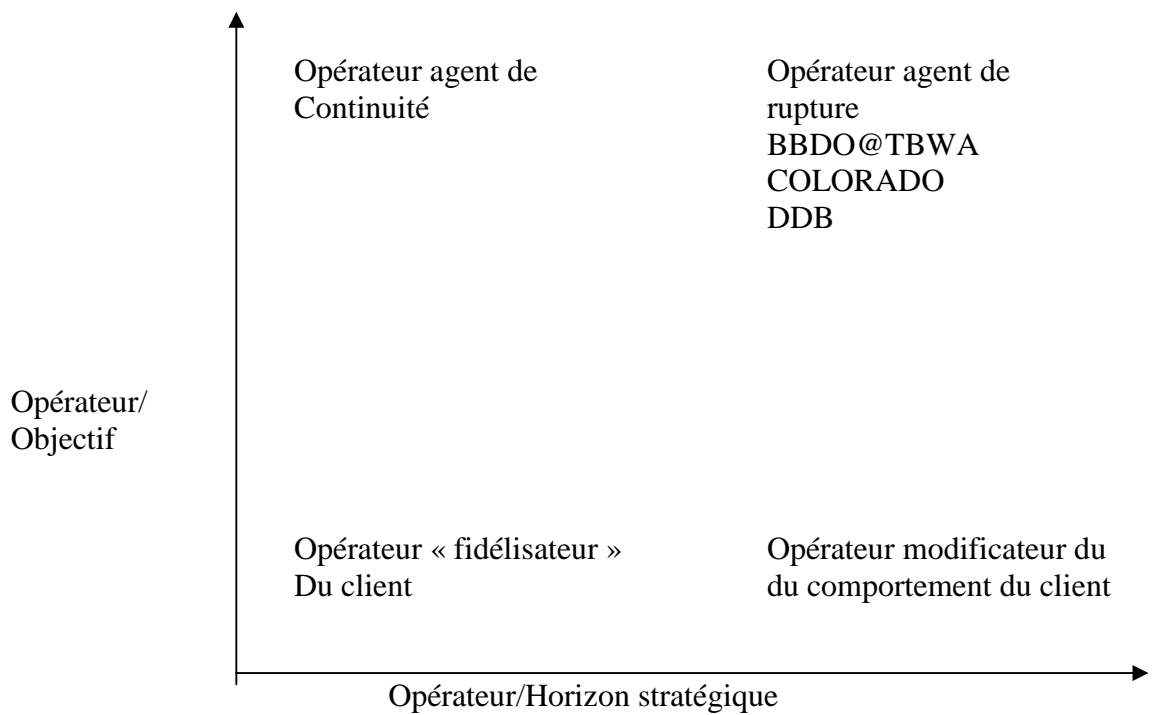 Opérateur agent de
Continuité
Opérateur agent de
rupture
BBDO@TBWA
COLORADO
DDB
Opérateur/
Objectif
Opérateur « fidélisateur »
Du client
Opérateur modificateur du
du comportement du client
Opérateur/Horizon stratégique